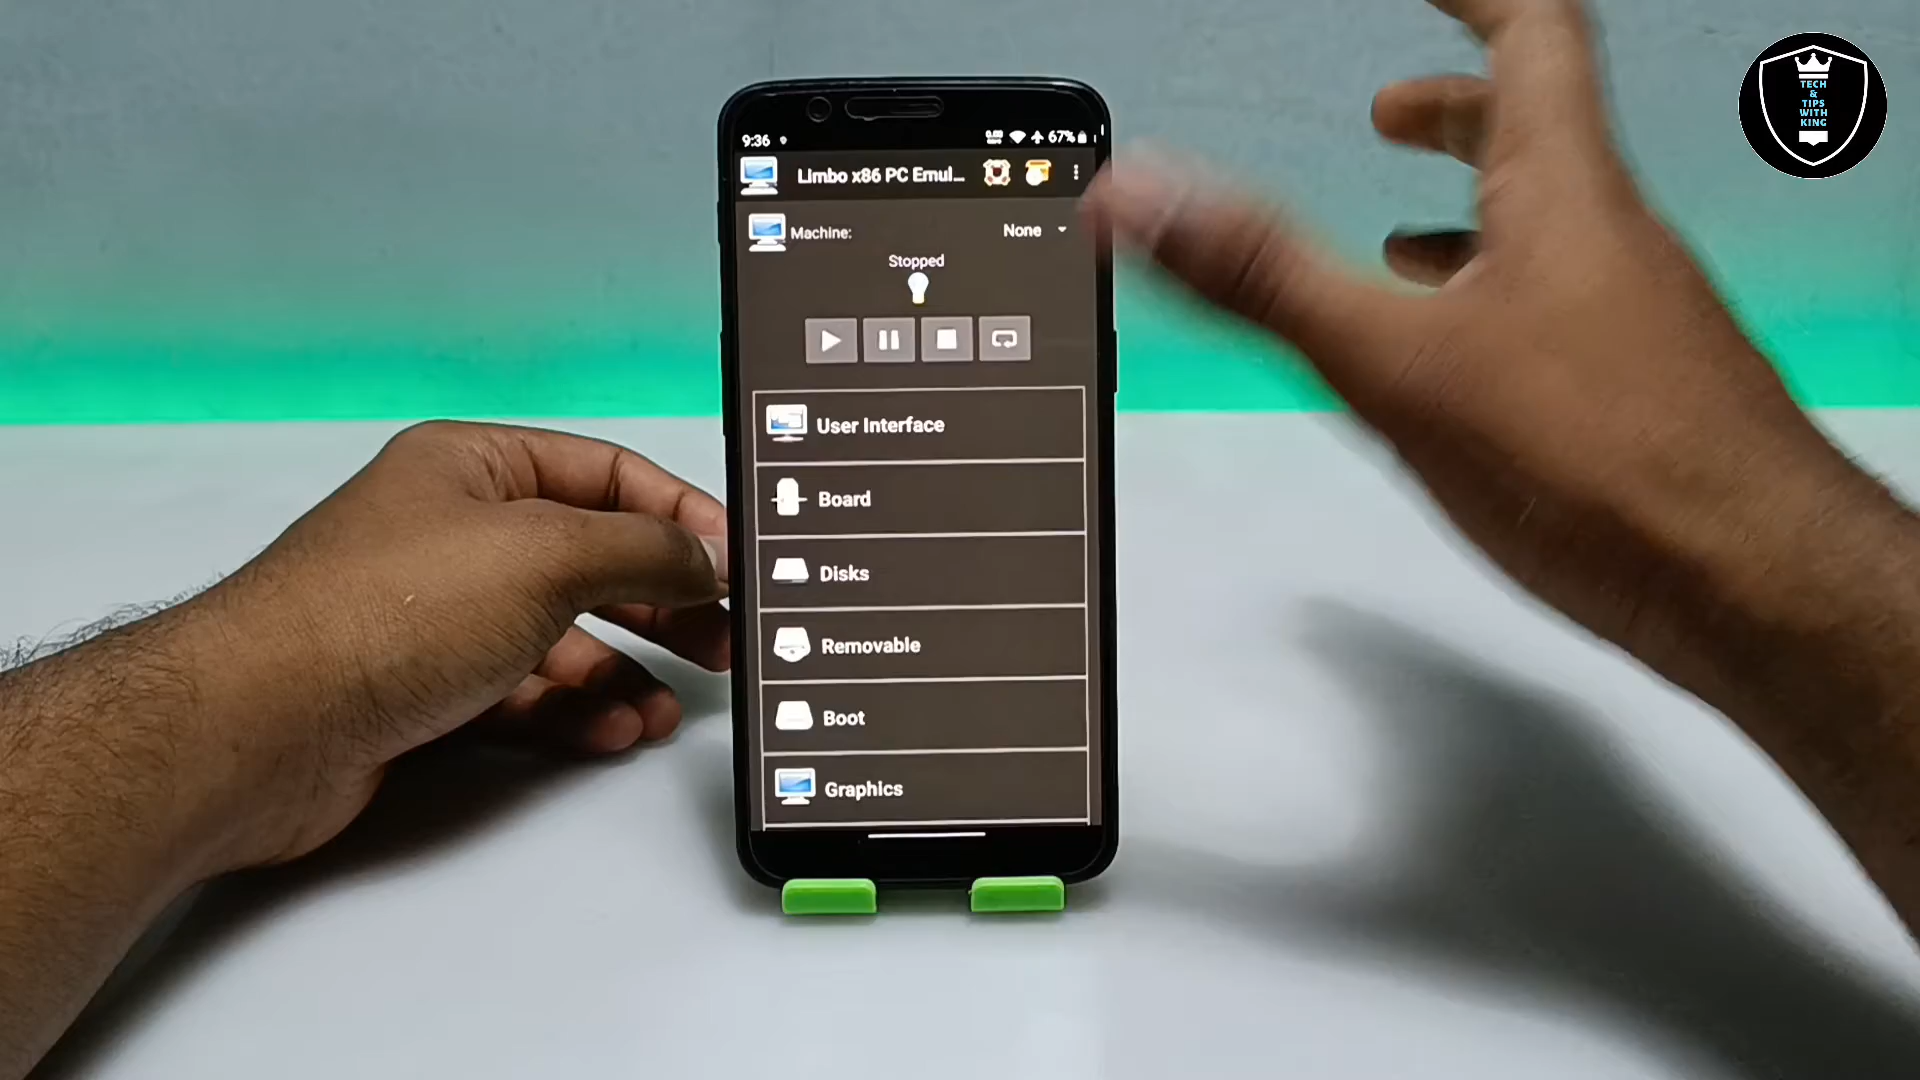 TECH
&
TIPS
WITH
KING
9:36
67%
Limbo x86 PC Emul...
Machine:
None
Stopped
User Interface
Board
Disks
Removable
Boot
Graphics